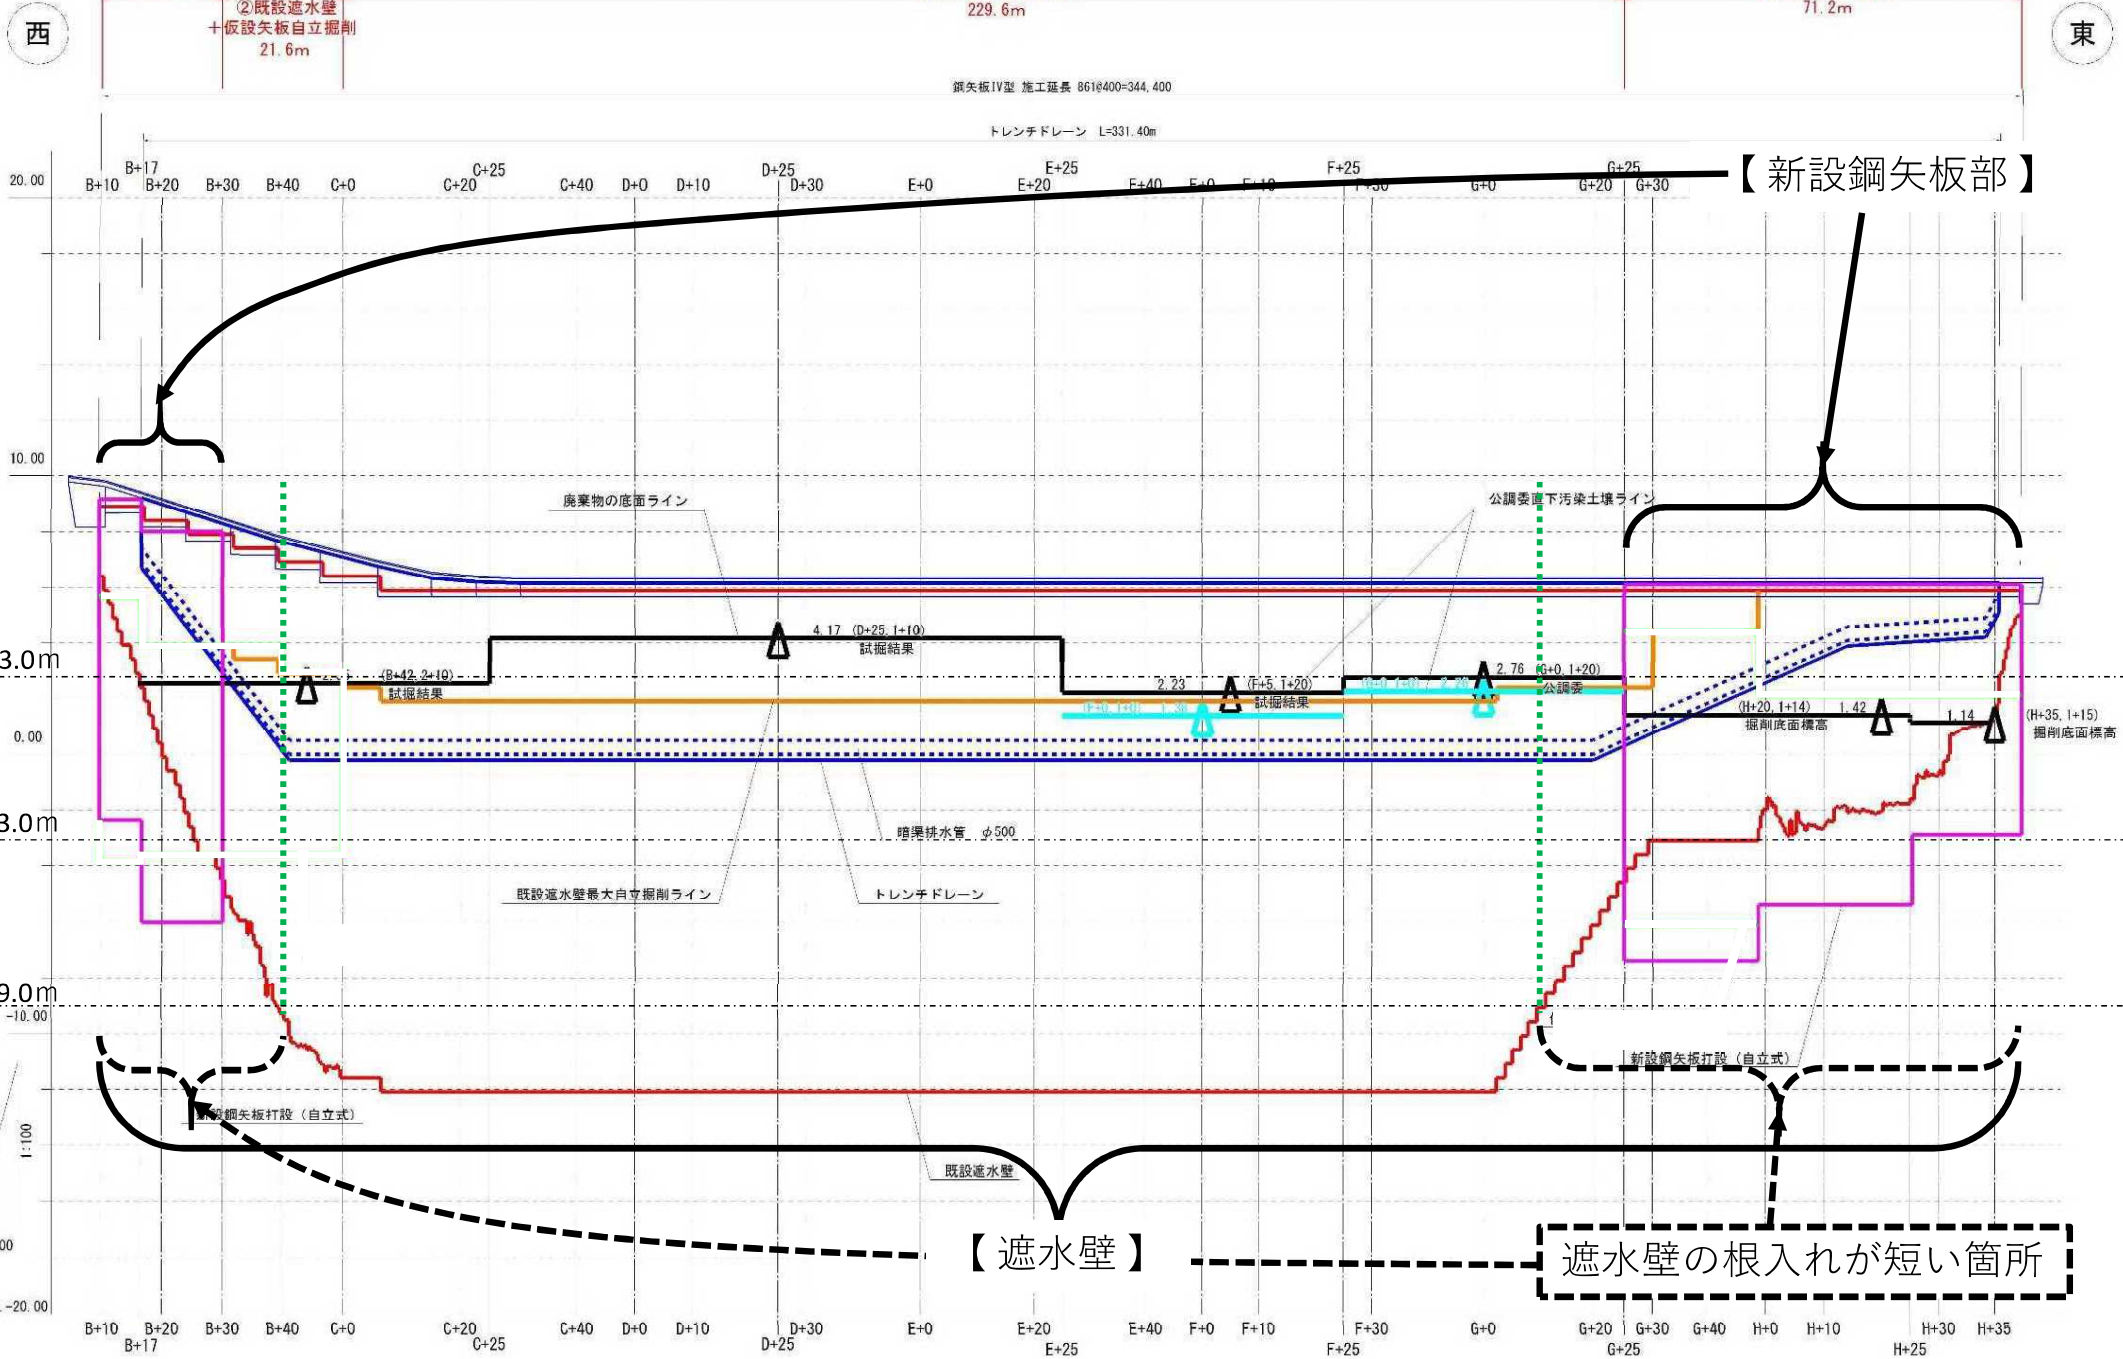 西
②既設遮水壁
＋仮設矢板自立掘削
21.6m
229.6m
71.2m
東
鋼矢板IV型 施工延長 861@400=344,400
トレンチドレーン L=331.40m
B+17
C+25
D+25
E+25
F+25
G+25
20.00
B+10
B+20
B+30
B+40
C+0
C+20
C+40
D+0
D+10
D+30
E+0
E+20
E+40
F+0
F+10
F+30
G+0
G+20
G+30
【 新設鋼矢板部 】
10.00
廃棄物の底面ライン
公調委直下汚染土壌ライン
4.17 (D+25,1+10)
試掘結果
3.0m
(B+42,2+10)
試掘結果
2.23
(F+5,1+20)
試掘結果
2.76 (G+0,1+20)
公調委
(F+0,1+0) 1.38
(H+20,1+14) 1.42
掘削底面標高
1.14
(H+35,1+15)
掘削底面標高
0.00
3.0m
暗渠排水管 φ500
既設遮水壁最大自立掘削ライン
トレンチドレーン
9.0m
-10.00
新設鋼矢板打設（自立式）
設鋼矢板打設（自立式）
1:100
既設遮水壁
【 遮水壁 】
遮水壁の根入れが短い箇所
00
-20.00
B+10
B+20
B+30
B+40
C+0
C+20
C+40
D+0
D+10
D+30
E+0
E+20
E+40
F+0
F+10
F+30
G+0
G+20
G+30
G+40
H+0
H+10
H+30
H+35
B+17
C+25
D+25
E+25
F+25
G+25
H+25